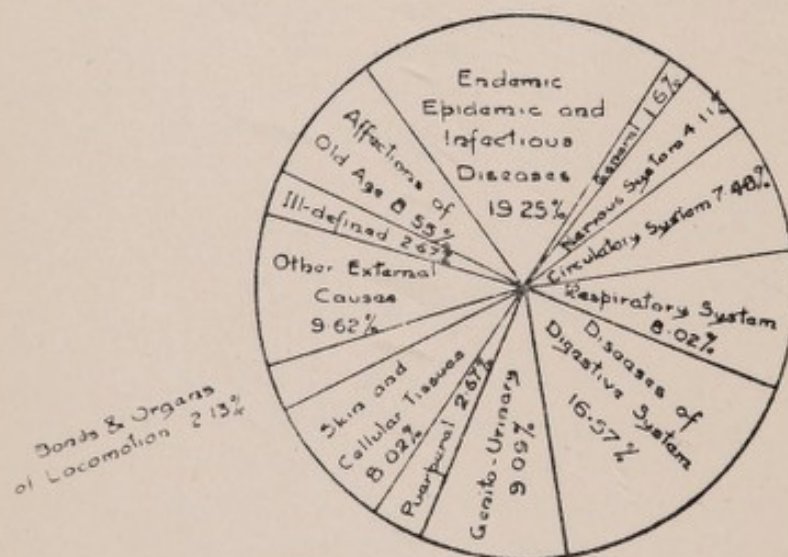 Endemic
Epidemic and
Infectious
Diseases
19.25%
General 1.6%
Nervous System 4.11%
Circulatory System 7.48%
Respiratory System
8.02%
Diseases of
Digestive System
16.57%
Genito-Urinary
9.09%
Puerperal 2.67%
Skin and
Cellular Tissues
8.02%
Bonds & Organs
of Locomotion 2.13%
Other External
Causes
9.62%
Ill-defined 2.67%
Affections of
Old Age 8.55%